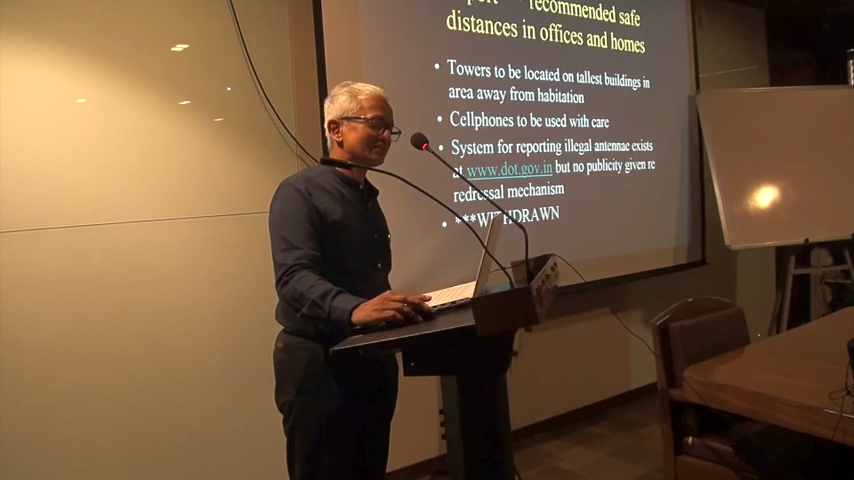 recommended safe
distances in offices and homes
• Towers to be located on tallest buildings in
area away from habitation
• Cellphones to be used with care
• System for reporting illegal antennae exists
at www.dot.gov.in but no publicity given re
redressal mechanism
• ***WITHDRAWN